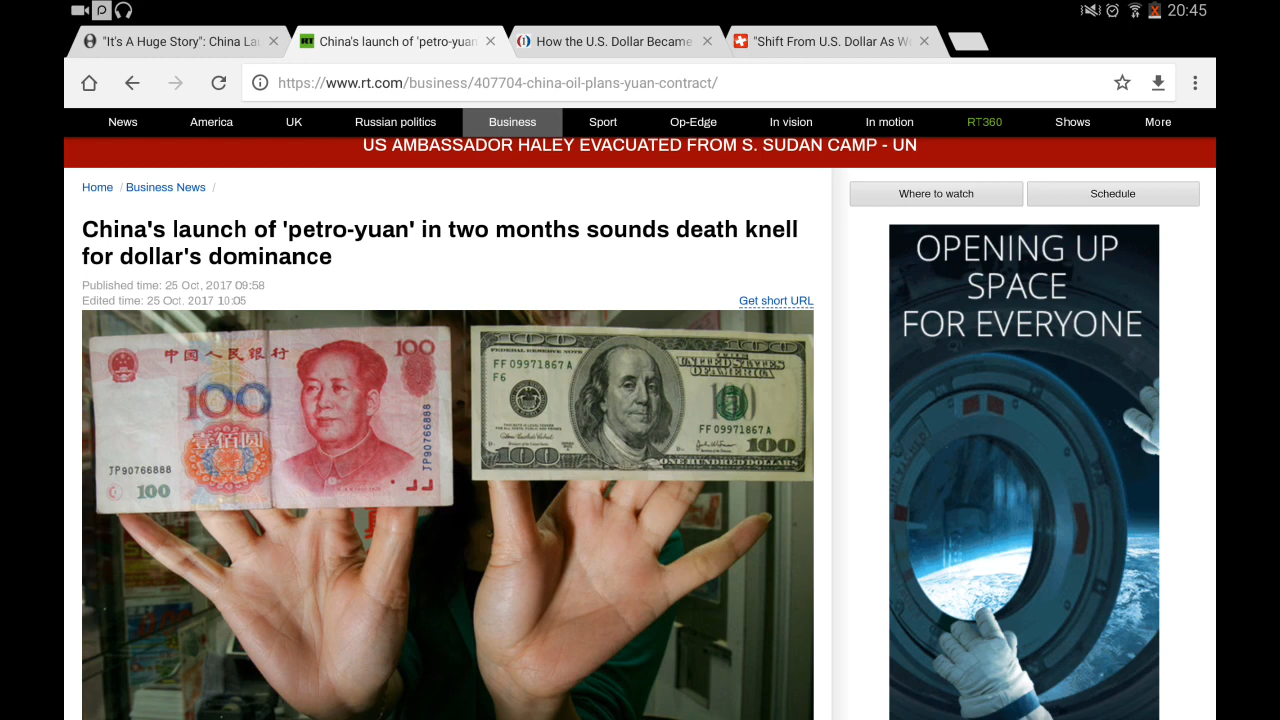 20:45
"It's A Huge Story": China La
China's launch of 'petro-yuan
How the U.S. Dollar Became
"Shift From U.S. Dollar As W
https://www.rt.com/business/407704-china-oil-plans-yuan-contract/
News America UK Russian politics Business Sport Op-Edge In vision In motion RT360 Shows More
US AMBASSADOR HALEY EVACUATED FROM S. SUDAN CAMP - UN
Home / Business News /
Where to watch
Schedule
China's launch of 'petro-yuan' in two months sounds death knell
for dollar's dominance
Published time: 25 Oct, 2017 09:58
Edited time: 25 Oct, 2017 10:05
Get short URL
中国人民银行
100
100
壹佰圆
JP90766888
JP90766888
100
100
100
FEDERAL RESERVE NOTE
THE UNITED STATES
OF AMERICA
FF 09971867 A
F6
100
FF 09971867 A
100
100
ONE HUNDRED DOLLARS
OPENING UP
SPACE
FOR EVERYONE